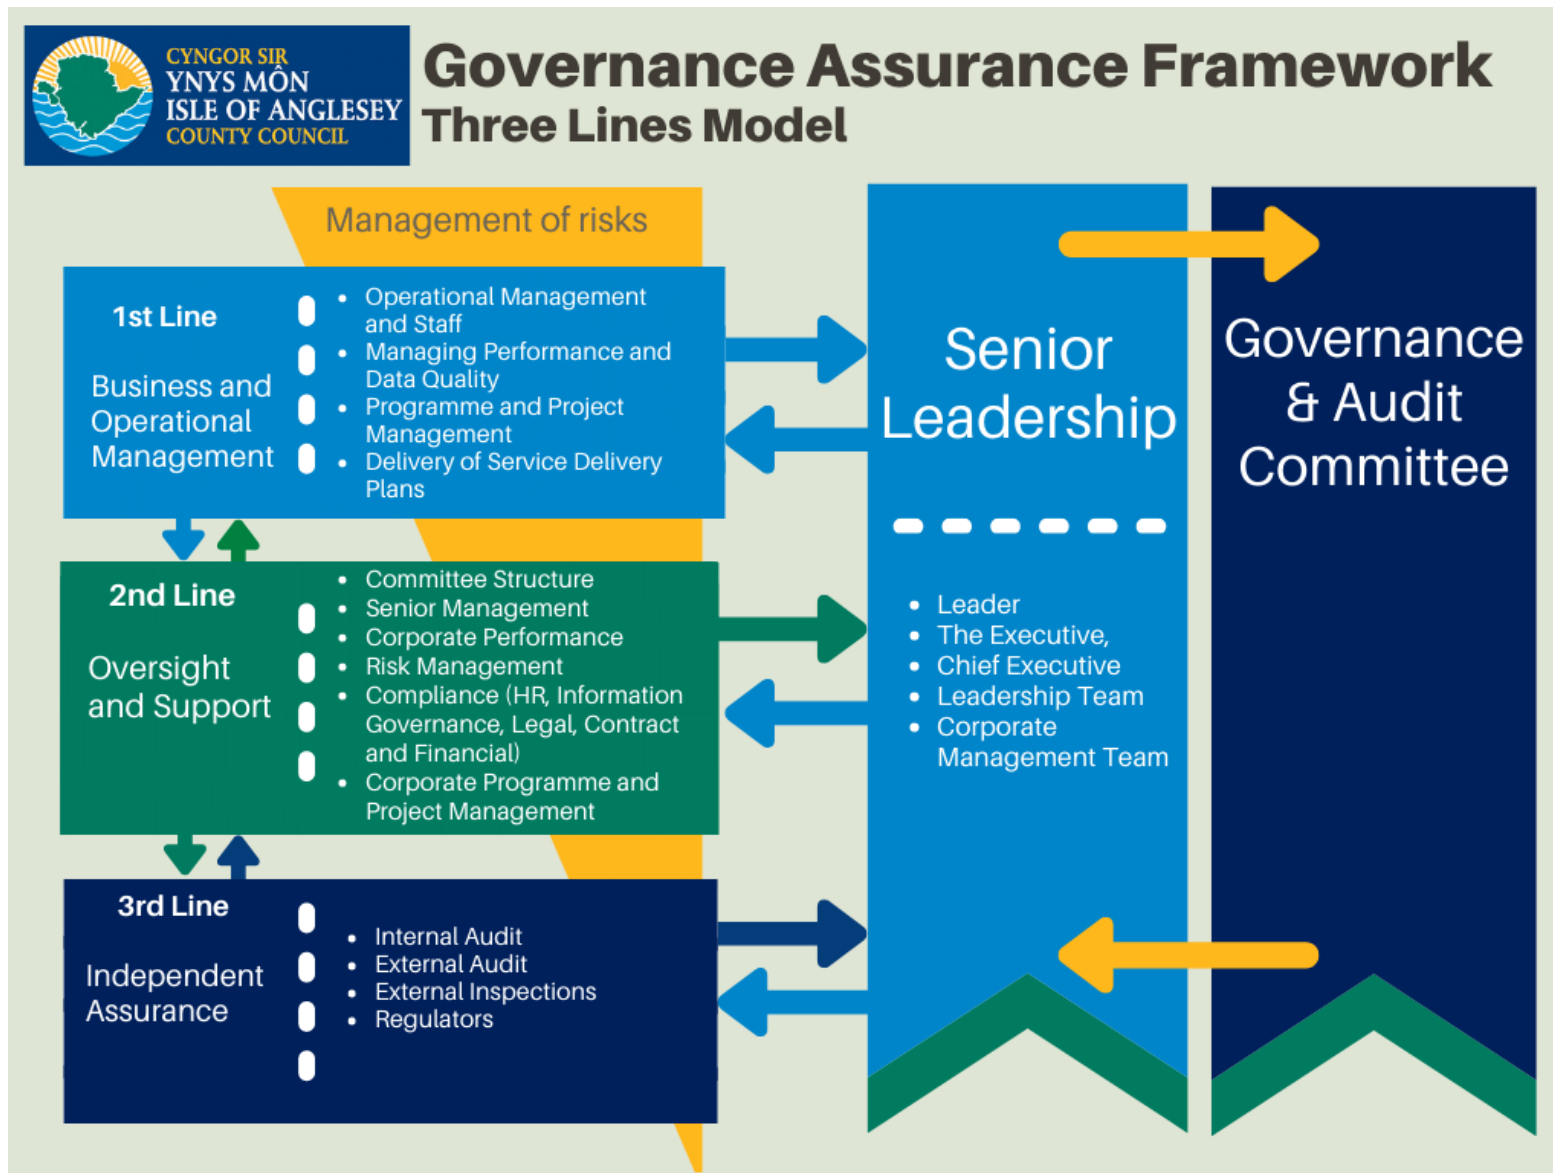 CYNGOR SIR
YNYS MÔN
ISLE OF ANGLESEY
COUNTY COUNCIL
Governance Assurance Framework
Three Lines Model
Management of risks
1st Line
Business and
Operational
Management
• Operational Management
and Staff
• Managing Performance and
Data Quality
• Programme and Project
Management
• Delivery of Service Delivery
Plans
2nd Line
Oversight
and Support
• Committee Structure
• Senior Management
• Corporate Performance
• Risk Management
• Compliance (HR, Information
Governance, Legal, Contract
and Financial)
• Corporate Programme and
Project Management
3rd Line
Independent
Assurance
• Internal Audit
• External Audit
• External Inspections
• Regulators
Senior
Leadership
• Leader
• The Executive,
• Chief Executive
• Leadership Team
• Corporate
Management Team
Governance
& Audit
Committee